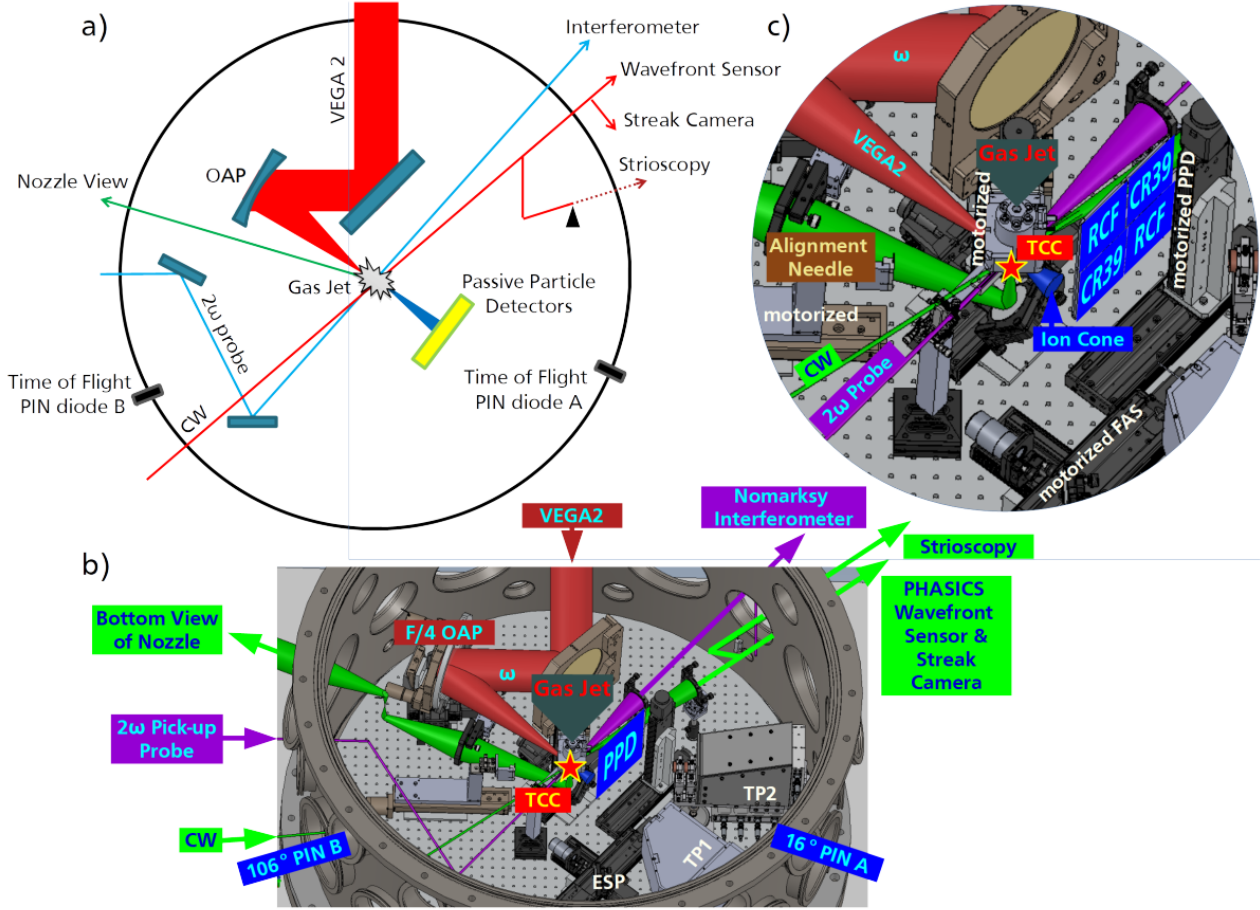 a)
VEGA 2
Interferometer
Wavefront Sensor
Streak Camera
Strioscopy
OAP
Nozzle View
Gas Jet
Passive Particle
Detectors
2ω probe
Time of Flight
PIN diode B
Time of Flight
PIN diode A
CW
c)
ω
VEGA2
Gas Jet
motorized
CR39
RCF
RCF
CR39
motorized PPD
TCC
Alignment
Needle
motorized
Ion Cone
CW
2ω Probe
motorized FAS
b)
VEGA2
Nomarksy
Interferometer
Strioscopy
PHASICS
Wavefront
Sensor &
Streak
Camera
Bottom View
of Nozzle
F/4 OAP
ω
Gas Jet
2ω Pick-up
Probe
PPD
TCC
TP2
TP1
CW
106° PIN B
16° PIN A
ESP